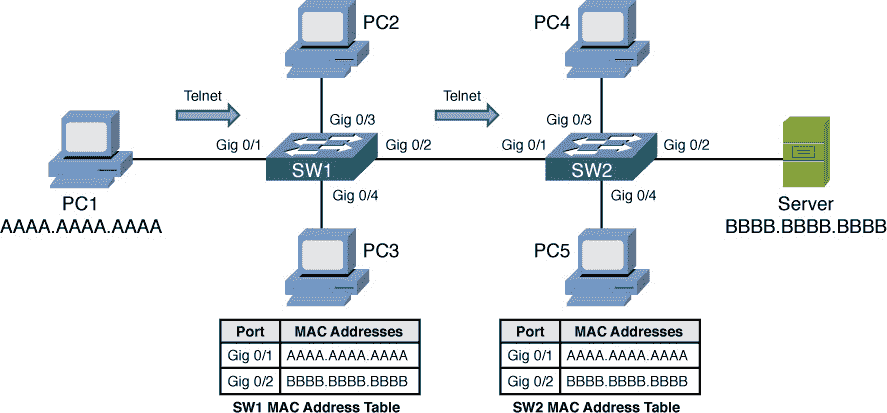 PC2
PC4
Telnet
Telnet
Gig 0/3
Gig 0/3
Gig 0/1
Gig 0/2
Gig 0/1
Gig 0/2
SW1
SW2
Gig 0/4
Gig 0/4
PC1
AAAA.AAAA.AAAA
Server
BBBB.BBBB.BBBB
PC3
PC5
Port MAC Addresses
Gig 0/1 AAAA.AAAA.AAAA
Gig 0/2 BBBB.BBBB.BBBB
SW1 MAC Address Table
Port MAC Addresses
Gig 0/1 AAAA.AAAA.AAAA
Gig 0/2 BBBB.BBBB.BBBB
SW2 MAC Address Table